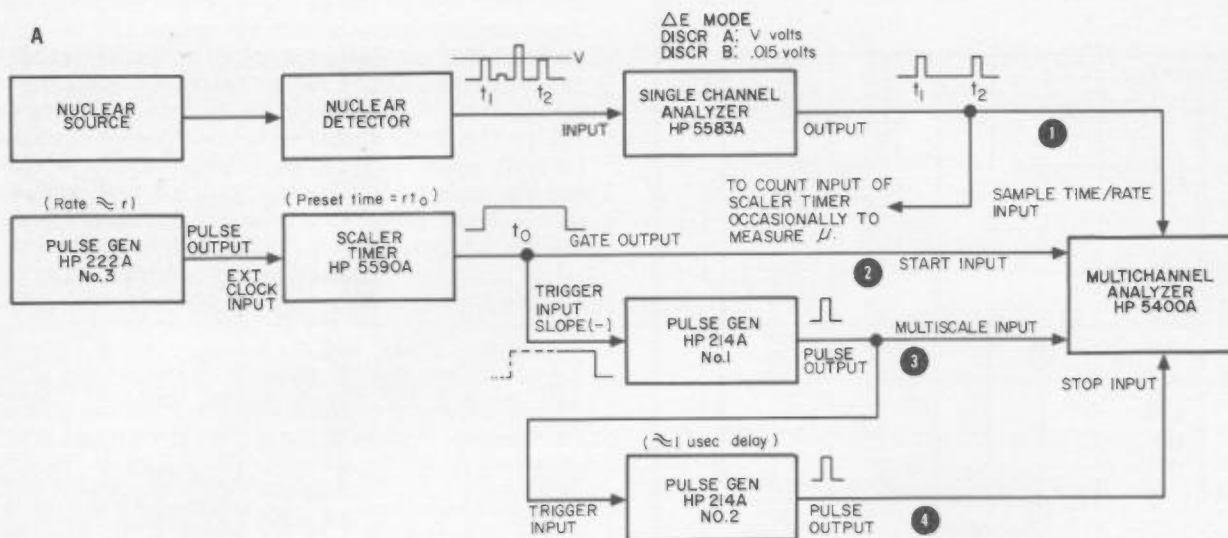 A
ΔE MODE
DISCR A: V volts
DISCR B: .015 volts
V
t₁ t₂
t₁ t₂
NUCLEAR
SOURCE
NUCLEAR
DETECTOR
INPUT
SINGLE CHANNEL
ANALYZER
HP 5583A
OUTPUT
1
TO COUNT INPUT OF
SCALER TIMER
OCCASIONALLY TO
MEASURE μ.
SAMPLE TIME/RATE
INPUT
(Rate ≈ r)
PULSE GEN
HP 222A
No.3
PULSE
OUTPUT
EXT
CLOCK
INPUT
(Preset time = rt₀)
SCALER
TIMER
HP 5590A
t₀
GATE OUTPUT
2
START INPUT
MULTICHANNEL
ANALYZER
HP 5400A
TRIGGER
INPUT
SLOPE(-)
PULSE GEN
HP 214A
No.1
PULSE
OUTPUT
MULTISCALE INPUT
3
STOP INPUT
(≈1 usec delay)
TRIGGER
INPUT
PULSE GEN
HP 214A
NO.2
PULSE
OUTPUT
4